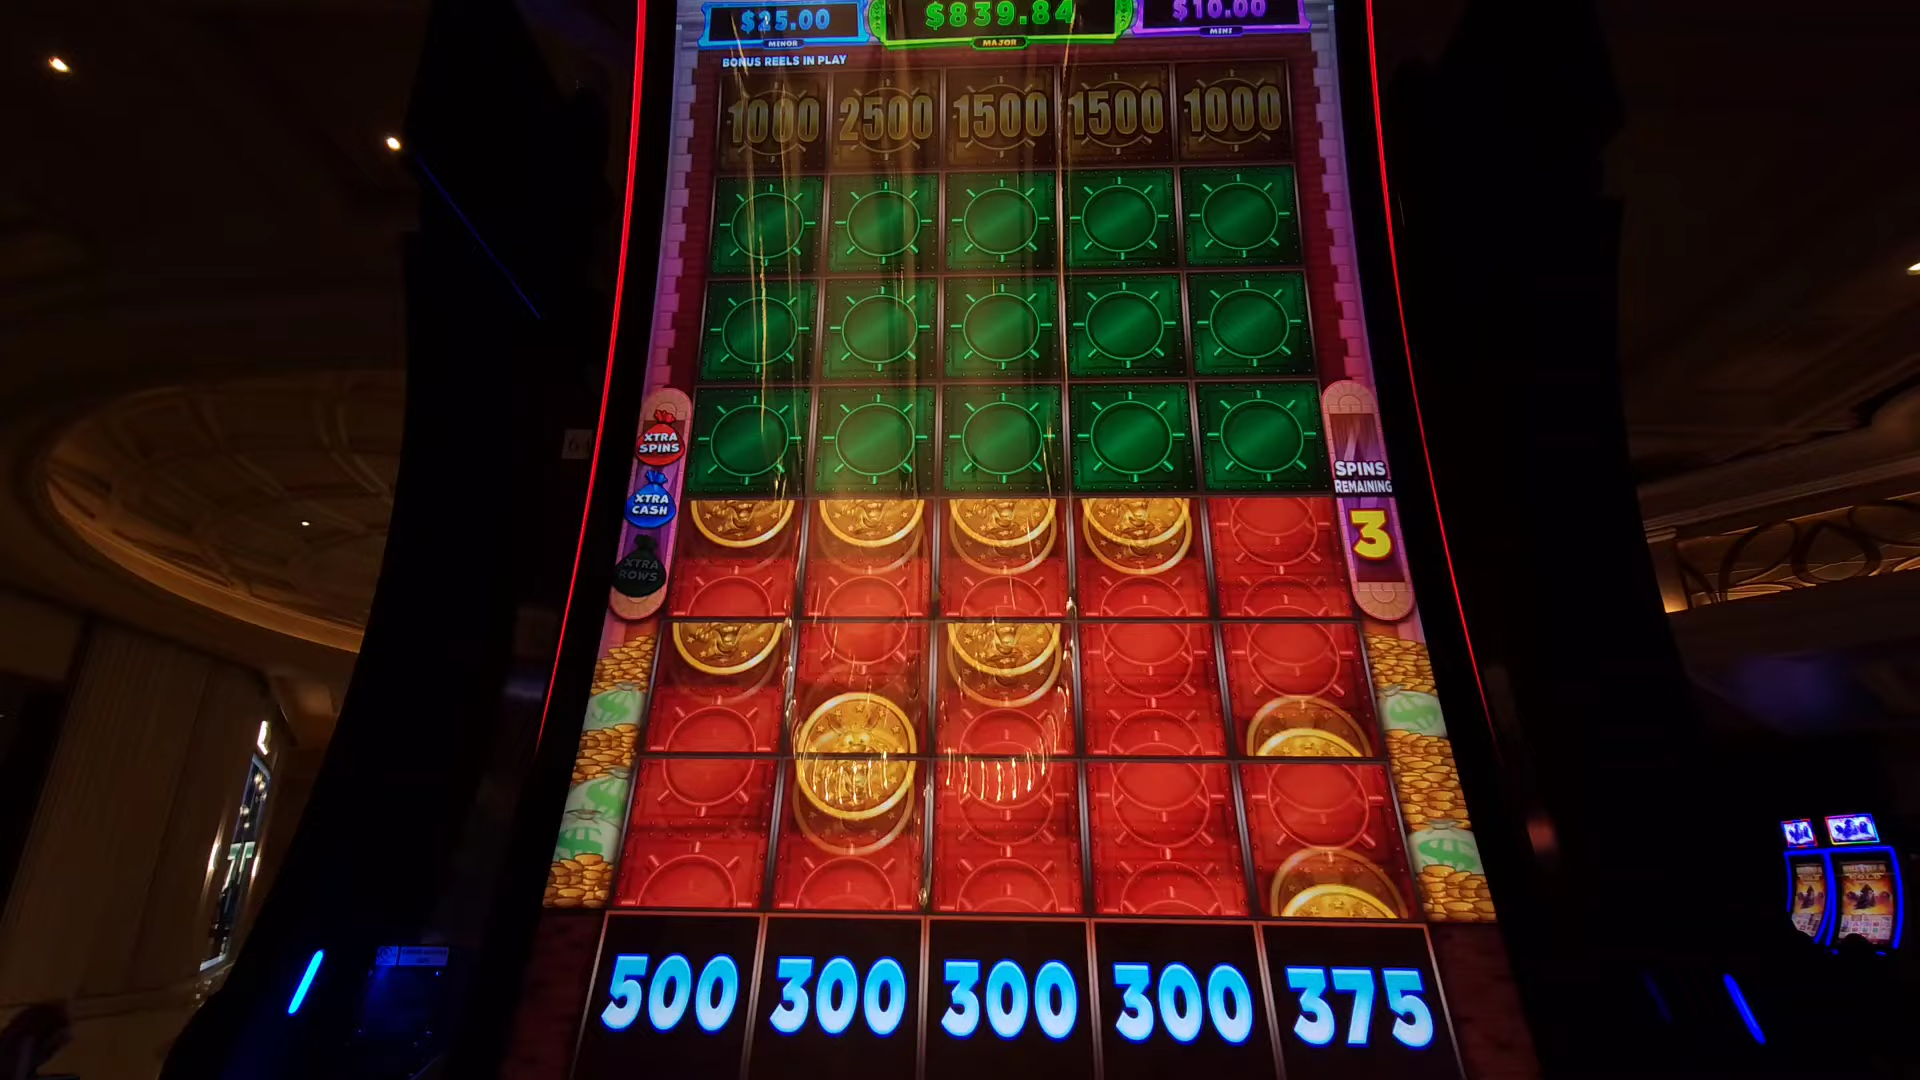 $25.00 $839.84 $10.00
MINOR MAJOR MINI
BONUS REELS IN PLAY
1000 2500 1500 1500 1000
XTRA
SPINS
XTRA
CASH
XTRA
ROWS
SPINS
REMAINING
3
500 300 300 300 375